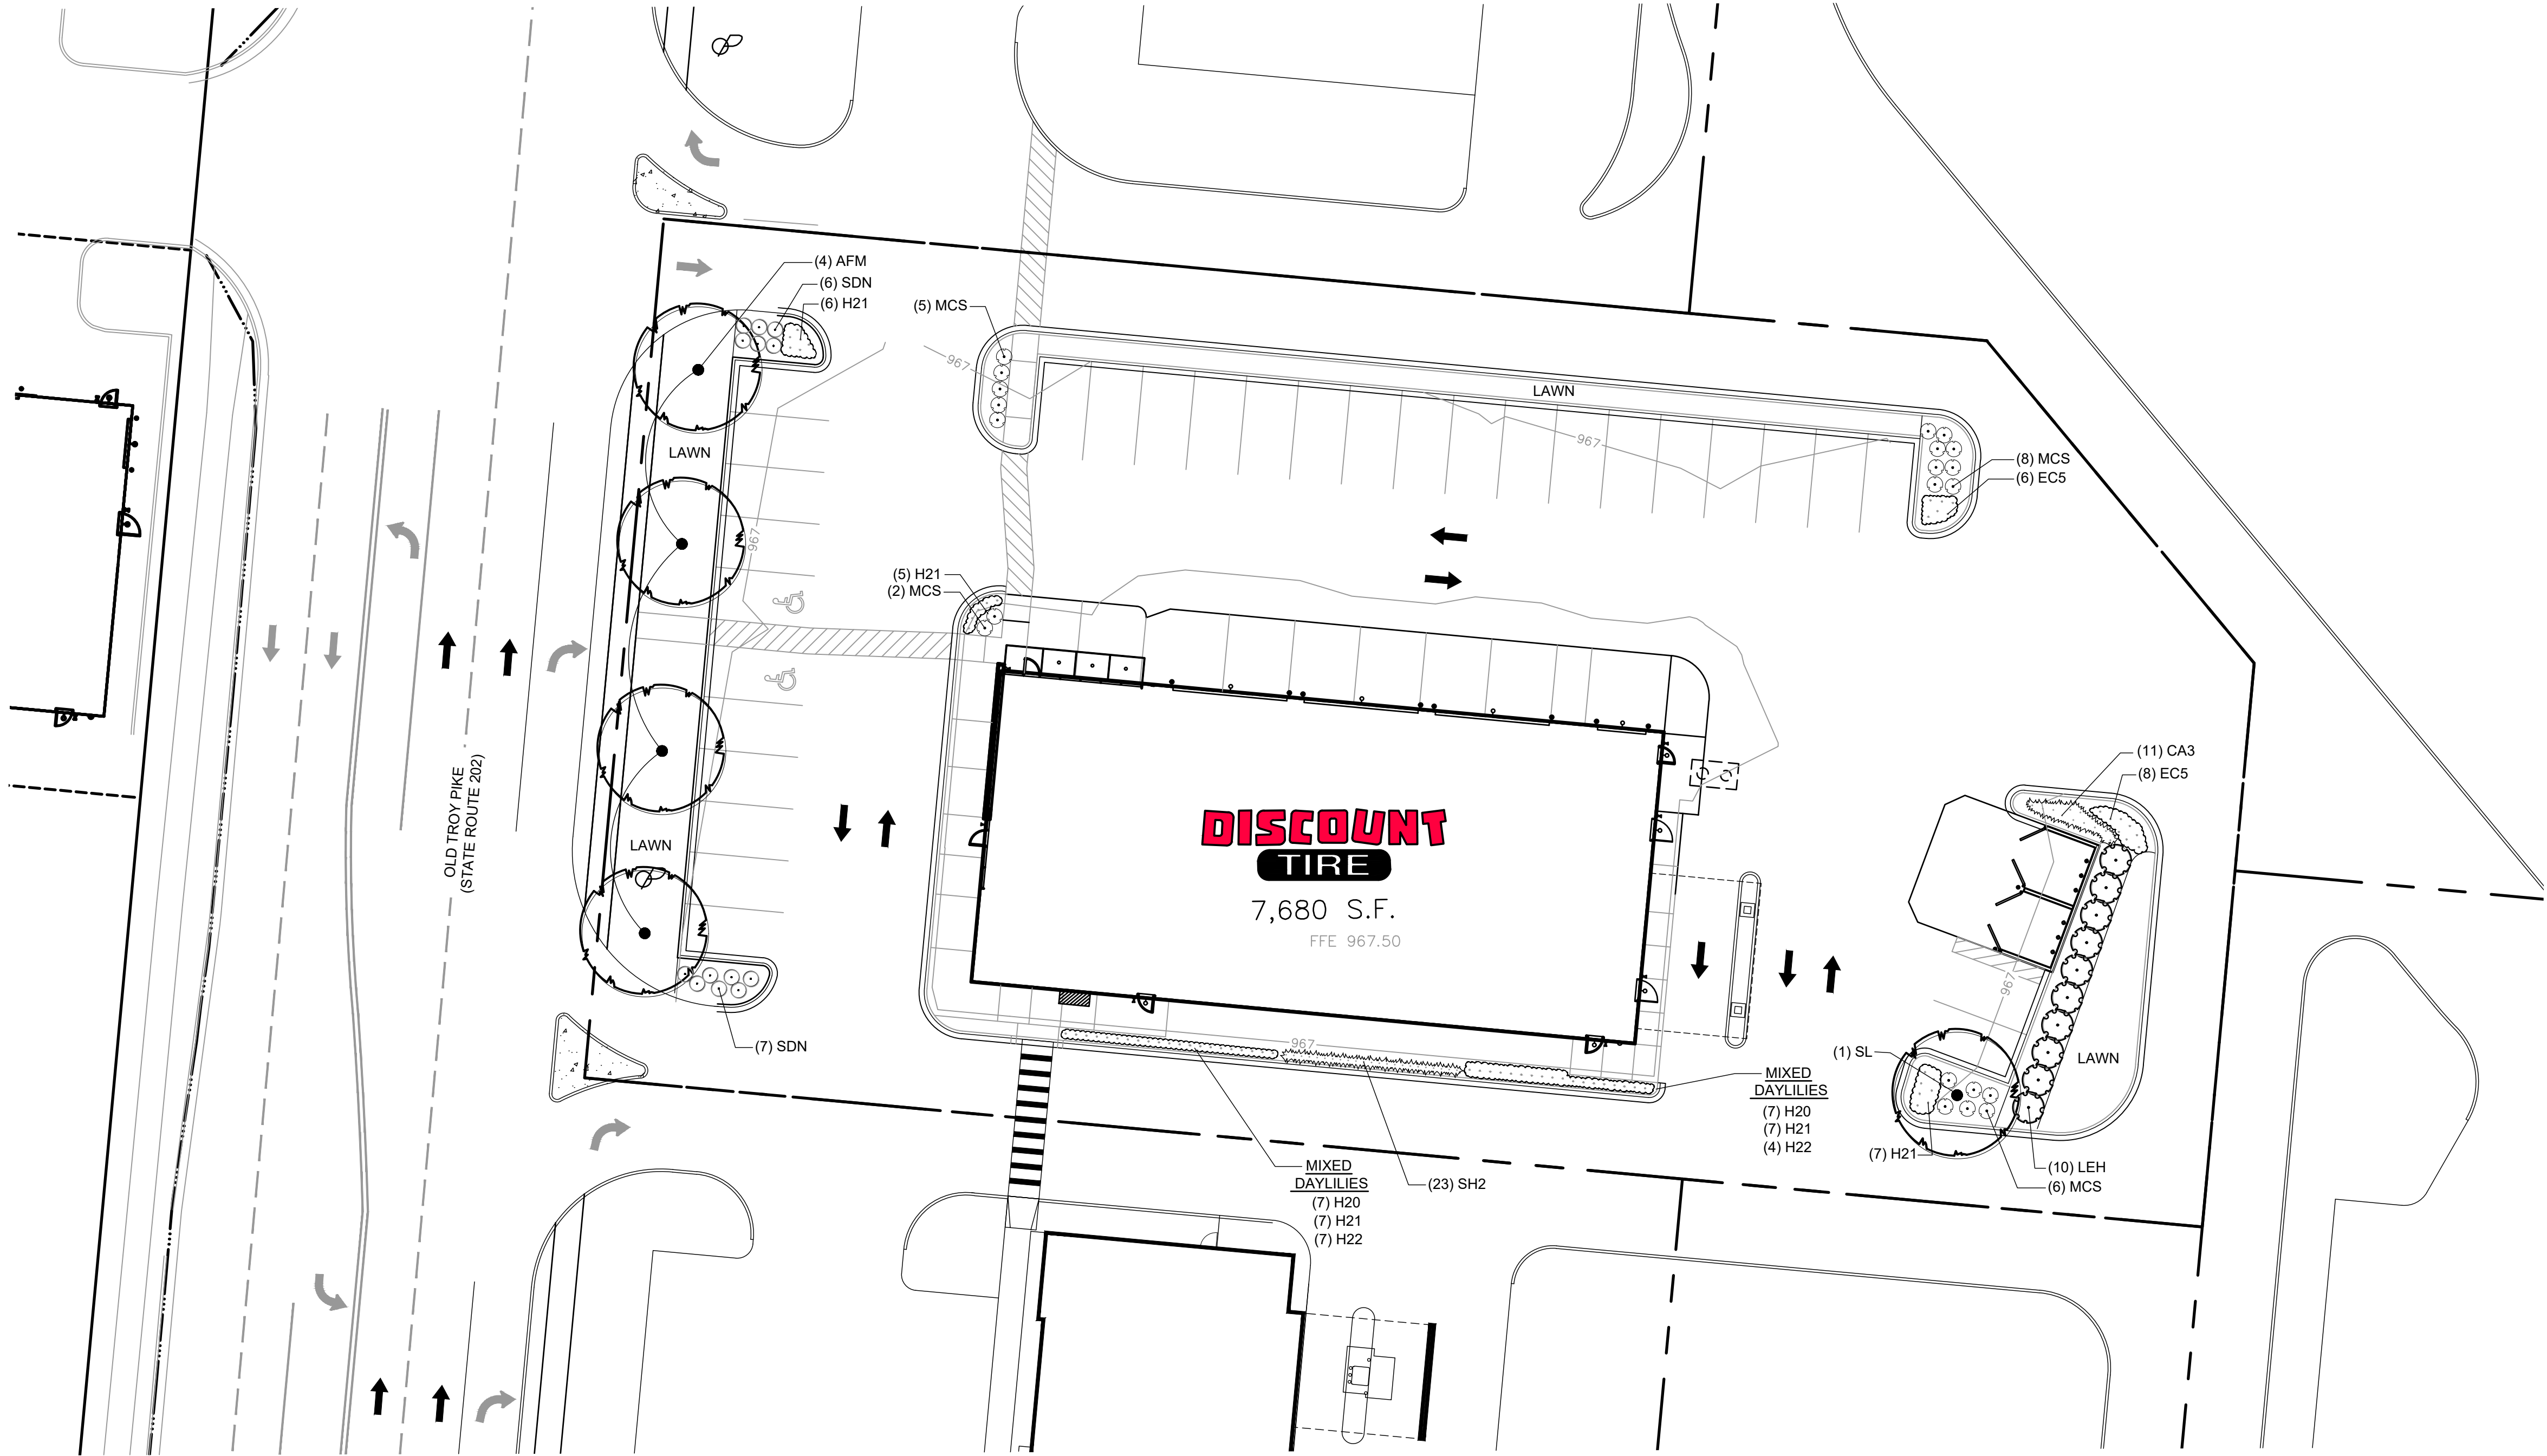 (4) AFM
(6) SDN
(6) H21
(5) MCS
967
LAWN
967
LAWN
(8) MCS
(6) EC5
967
(5) H21
(2) MCS
OLD TROY PIKE
(STATE ROUTE 202)
(11) CA3
(8) EC5
DISCOUNT
TIRE
7,680 S.F.
FFE 967.50
LAWN
967
(7) SDN
967
(1) SL
LAWN
MIXED
DAYLILIES
(7) H20
(7) H21
(4) H22
(7) H21
(10) LEH
(6) MCS
MIXED
DAYLILIES
(7) H20
(7) H21
(7) H22
(23) SH2